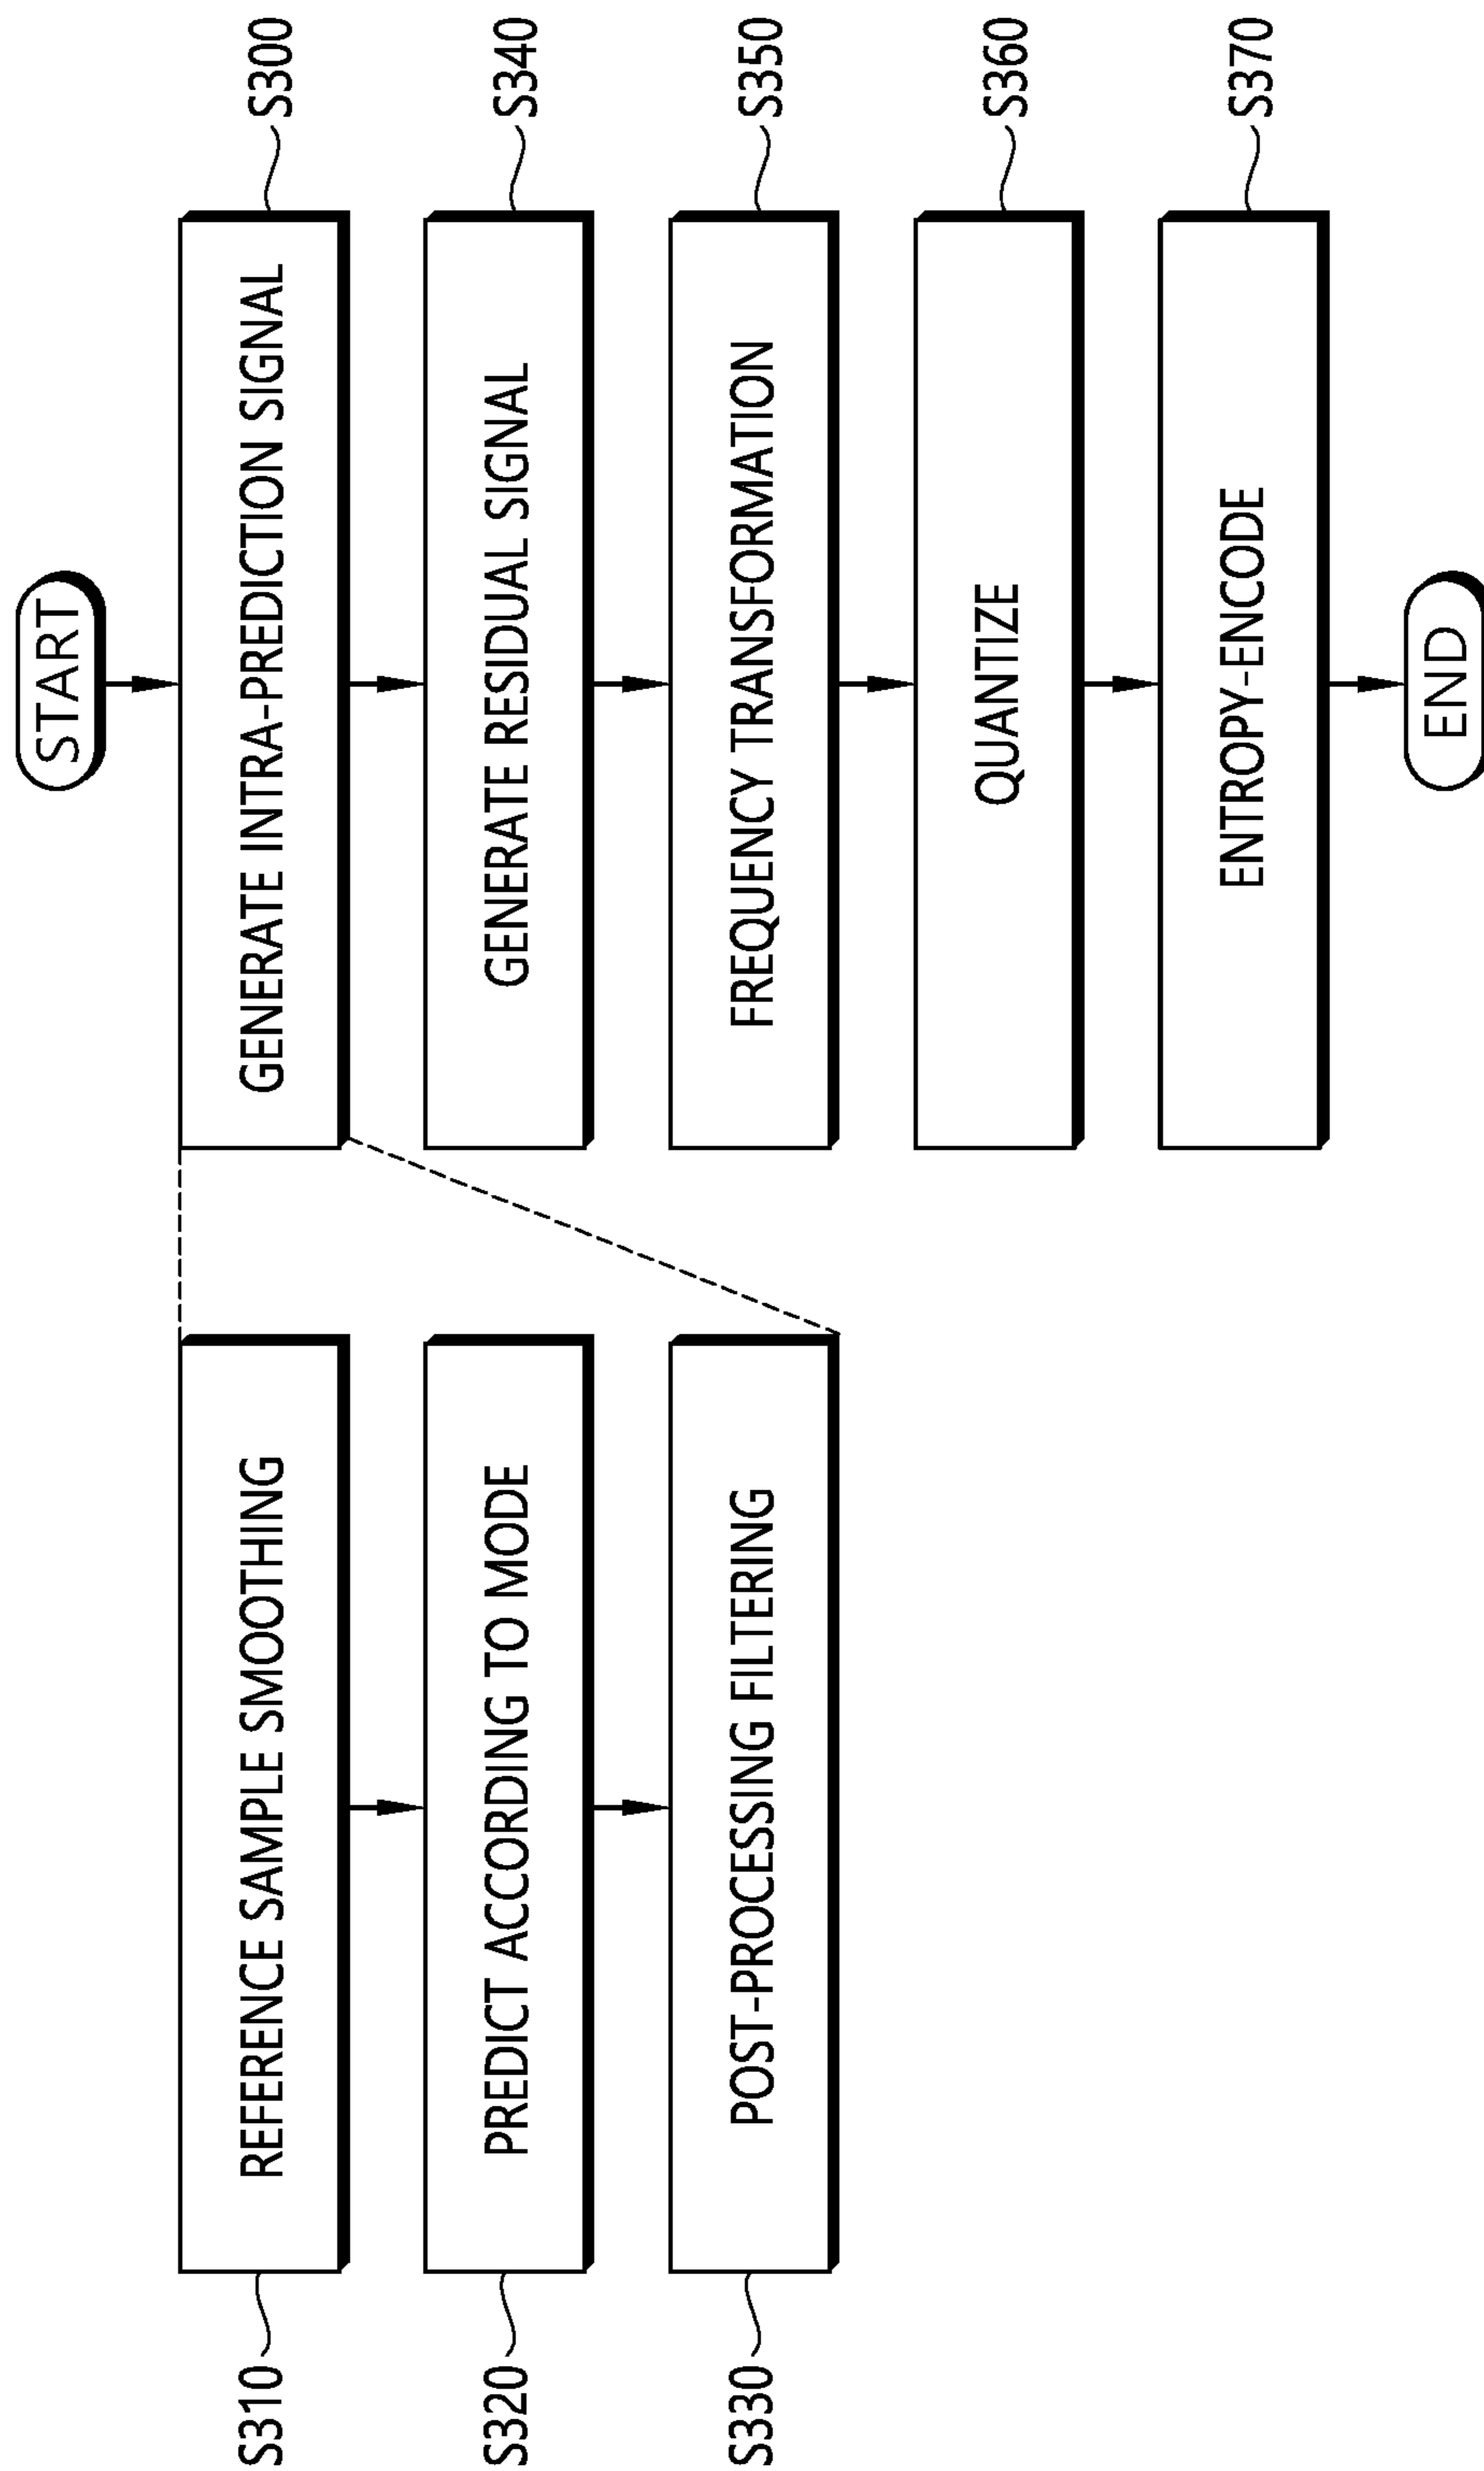 START
GENERATE INTRA-PREDICTION SIGNAL
S300
GENERATE RESIDUAL SIGNAL
S340
FREQUENCY TRANSFORMATION
S350
QUANTIZE
S360
ENTROPY-ENCODE
S370
END
S310
REFERENCE SAMPLE SMOOTHING
S320
PREDICT ACCORDING TO MODE
S330
POST-PROCESSING FILTERING